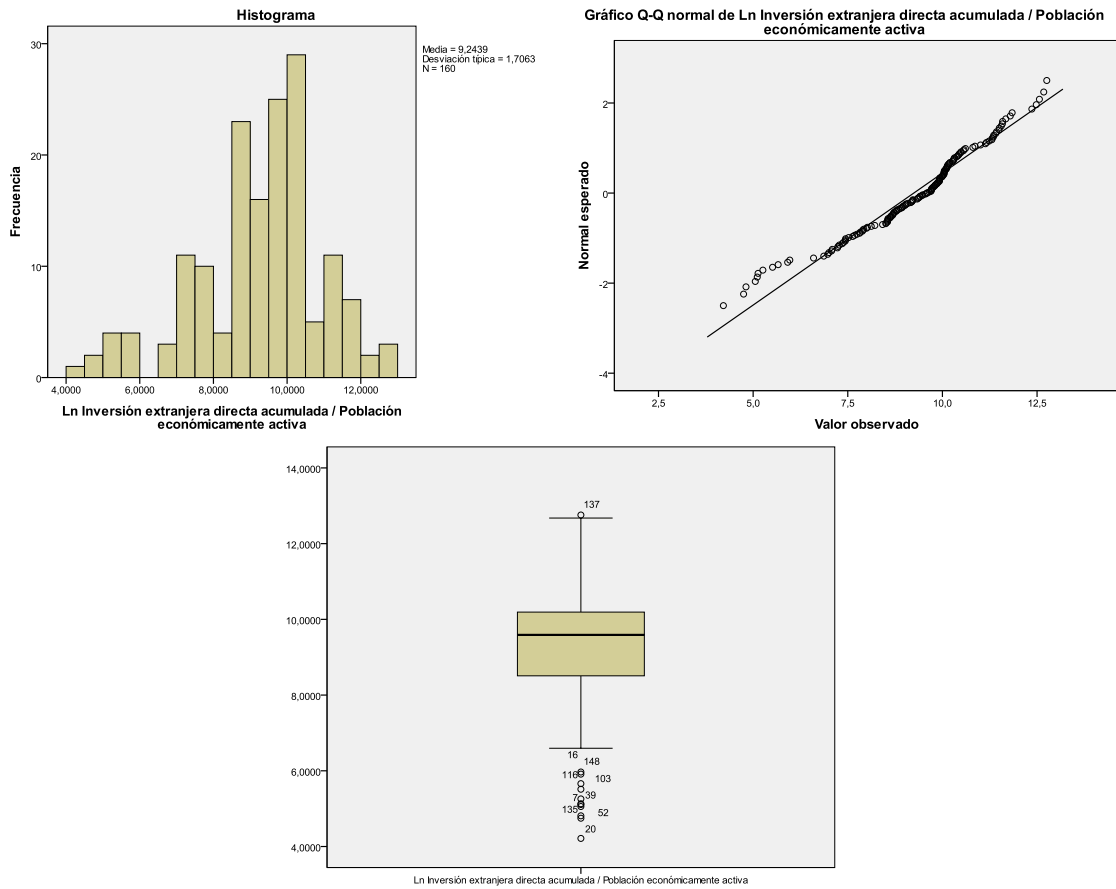 Histograma
Media = 9,2439
Desviación típica = 1,7063
N = 160
Frecuencia
30
20
10
0
4,0000 6,0000 8,0000 10,0000 12,0000
Ln Inversión extranjera directa acumulada / Población
económicamente activa
Gráfico Q-Q normal de Ln Inversión extranjera directa acumulada / Población
económicamente activa
Normal esperado
2
0
-2
-4
2,5 5,0 7,5 10,0 12,5
Valor observado
14,0000
12,0000
10,0000
8,0000
6,0000
4,0000
137
16
148
116
103
7
39
135
52
20
Ln Inversión extranjera directa acumulada / Población económicamente activa